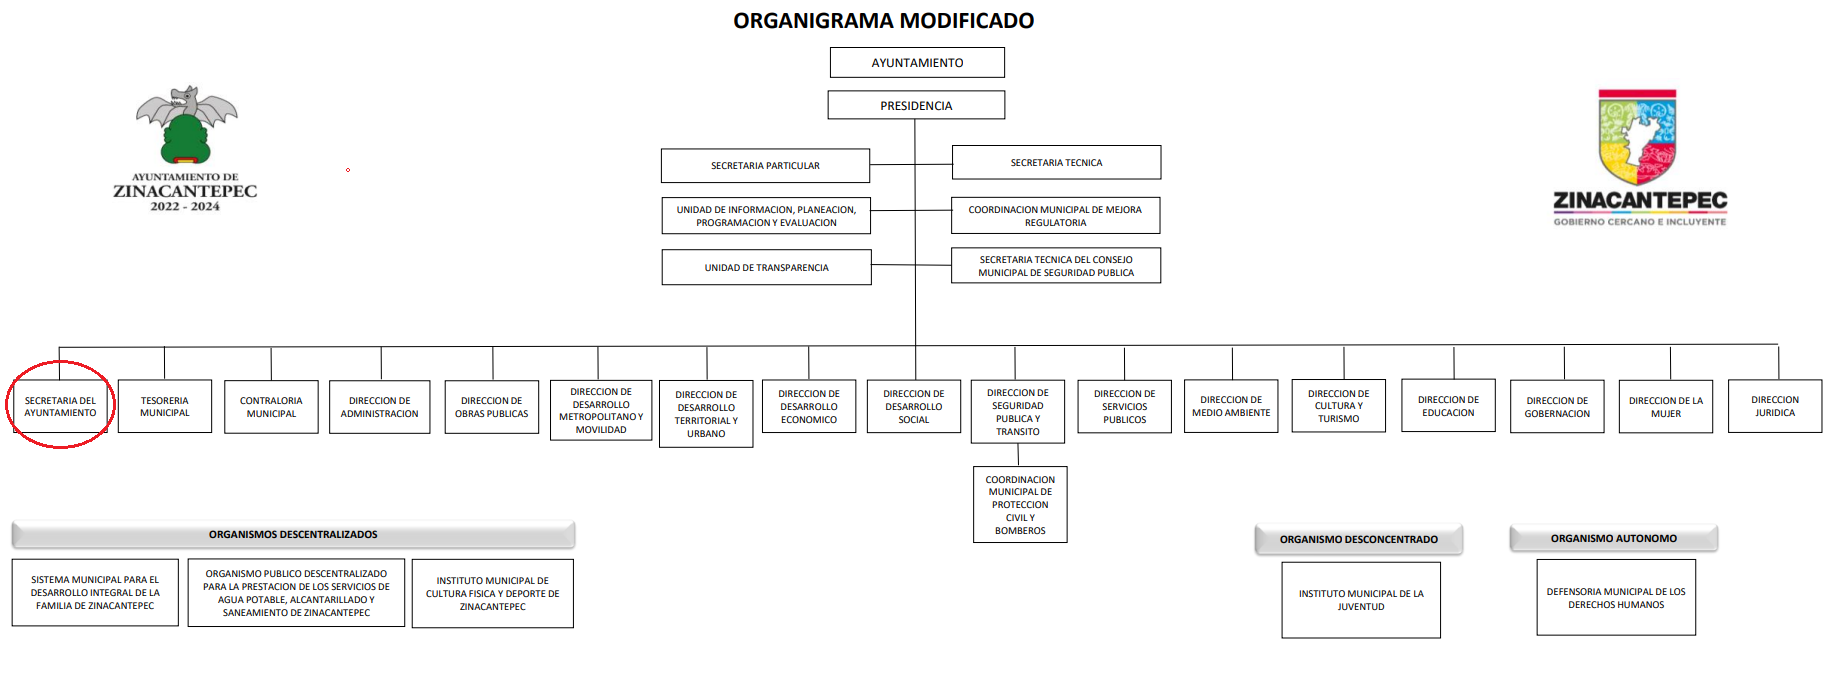 ORGANIGRAMA MODIFICADO
AYUNTAMIENTO
PRESIDENCIA
AYUNTAMIENTO DE
ZINACANTEPEC
2022 - 2024
ZINACANTEPEC
GOBIERNO CERCANO E INCLUYENTE
SECRETARIA PARTICULAR
SECRETARIA TECNICA
UNIDAD DE INFORMACION, PLANEACION,
PROGRAMACION Y EVALUACION
COORDINACION MUNICIPAL DE MEJORA
REGULATORIA
UNIDAD DE TRANSPARENCIA
SECRETARIA TECNICA DEL CONSEJO
MUNICIPAL DE SEGURIDAD PUBLICA
SECRETARIA DEL
AYUNTAMIENTO
TESORERIA
MUNICIPAL
CONTRALORIA
MUNICIPAL
DIRECCION DE
ADMINISTRACION
DIRECCION DE
OBRAS PUBLICAS
DIRECCION DE
DESARROLLO
METROPOLITANO Y
MOVILIDAD
DIRECCION DE
DESARROLLO
TERRITORIAL Y
URBANO
DIRECCION DE
DESARROLLO
ECONOMICO
DIRECCION DE
DESARROLLO
SOCIAL
DIRECCION DE
SEGURIDAD
PUBLICA Y
TRANSITO
DIRECCION DE
SERVICIOS
PUBLICOS
DIRECCION DE
MEDIO AMBIENTE
DIRECCION DE
CULTURA Y
TURISMO
DIRECCION DE
EDUCACION
DIRECCION DE
GOBERNACION
DIRECCION DE LA
MUJER
DIRECCION
JURIDICA
COORDINACION
MUNICIPAL DE
PROTECCION
CIVIL Y
BOMBEROS
ORGANISMOS DESCENTRALIZADOS
SISTEMA MUNICIPAL PARA EL
DESARROLLO INTEGRAL DE LA
FAMILIA DE ZINACANTEPEC
ORGANISMO PUBLICO DESCENTRALIZADO
PARA LA PRESTACION DE LOS SERVICIOS DE
AGUA POTABLE, ALCANTARILLADO Y
SANEAMIENTO DE ZINACANTEPEC
INSTITUTO MUNICIPAL DE
CULTURA FISICA Y DEPORTE DE
ZINACANTEPEC
ORGANISMO DESCONCENTRADO
INSTITUTO MUNICIPAL DE LA
JUVENTUD
ORGANISMO AUTONOMO
DEFENSORIA MUNICIPAL DE LOS
DERECHOS HUMANOS